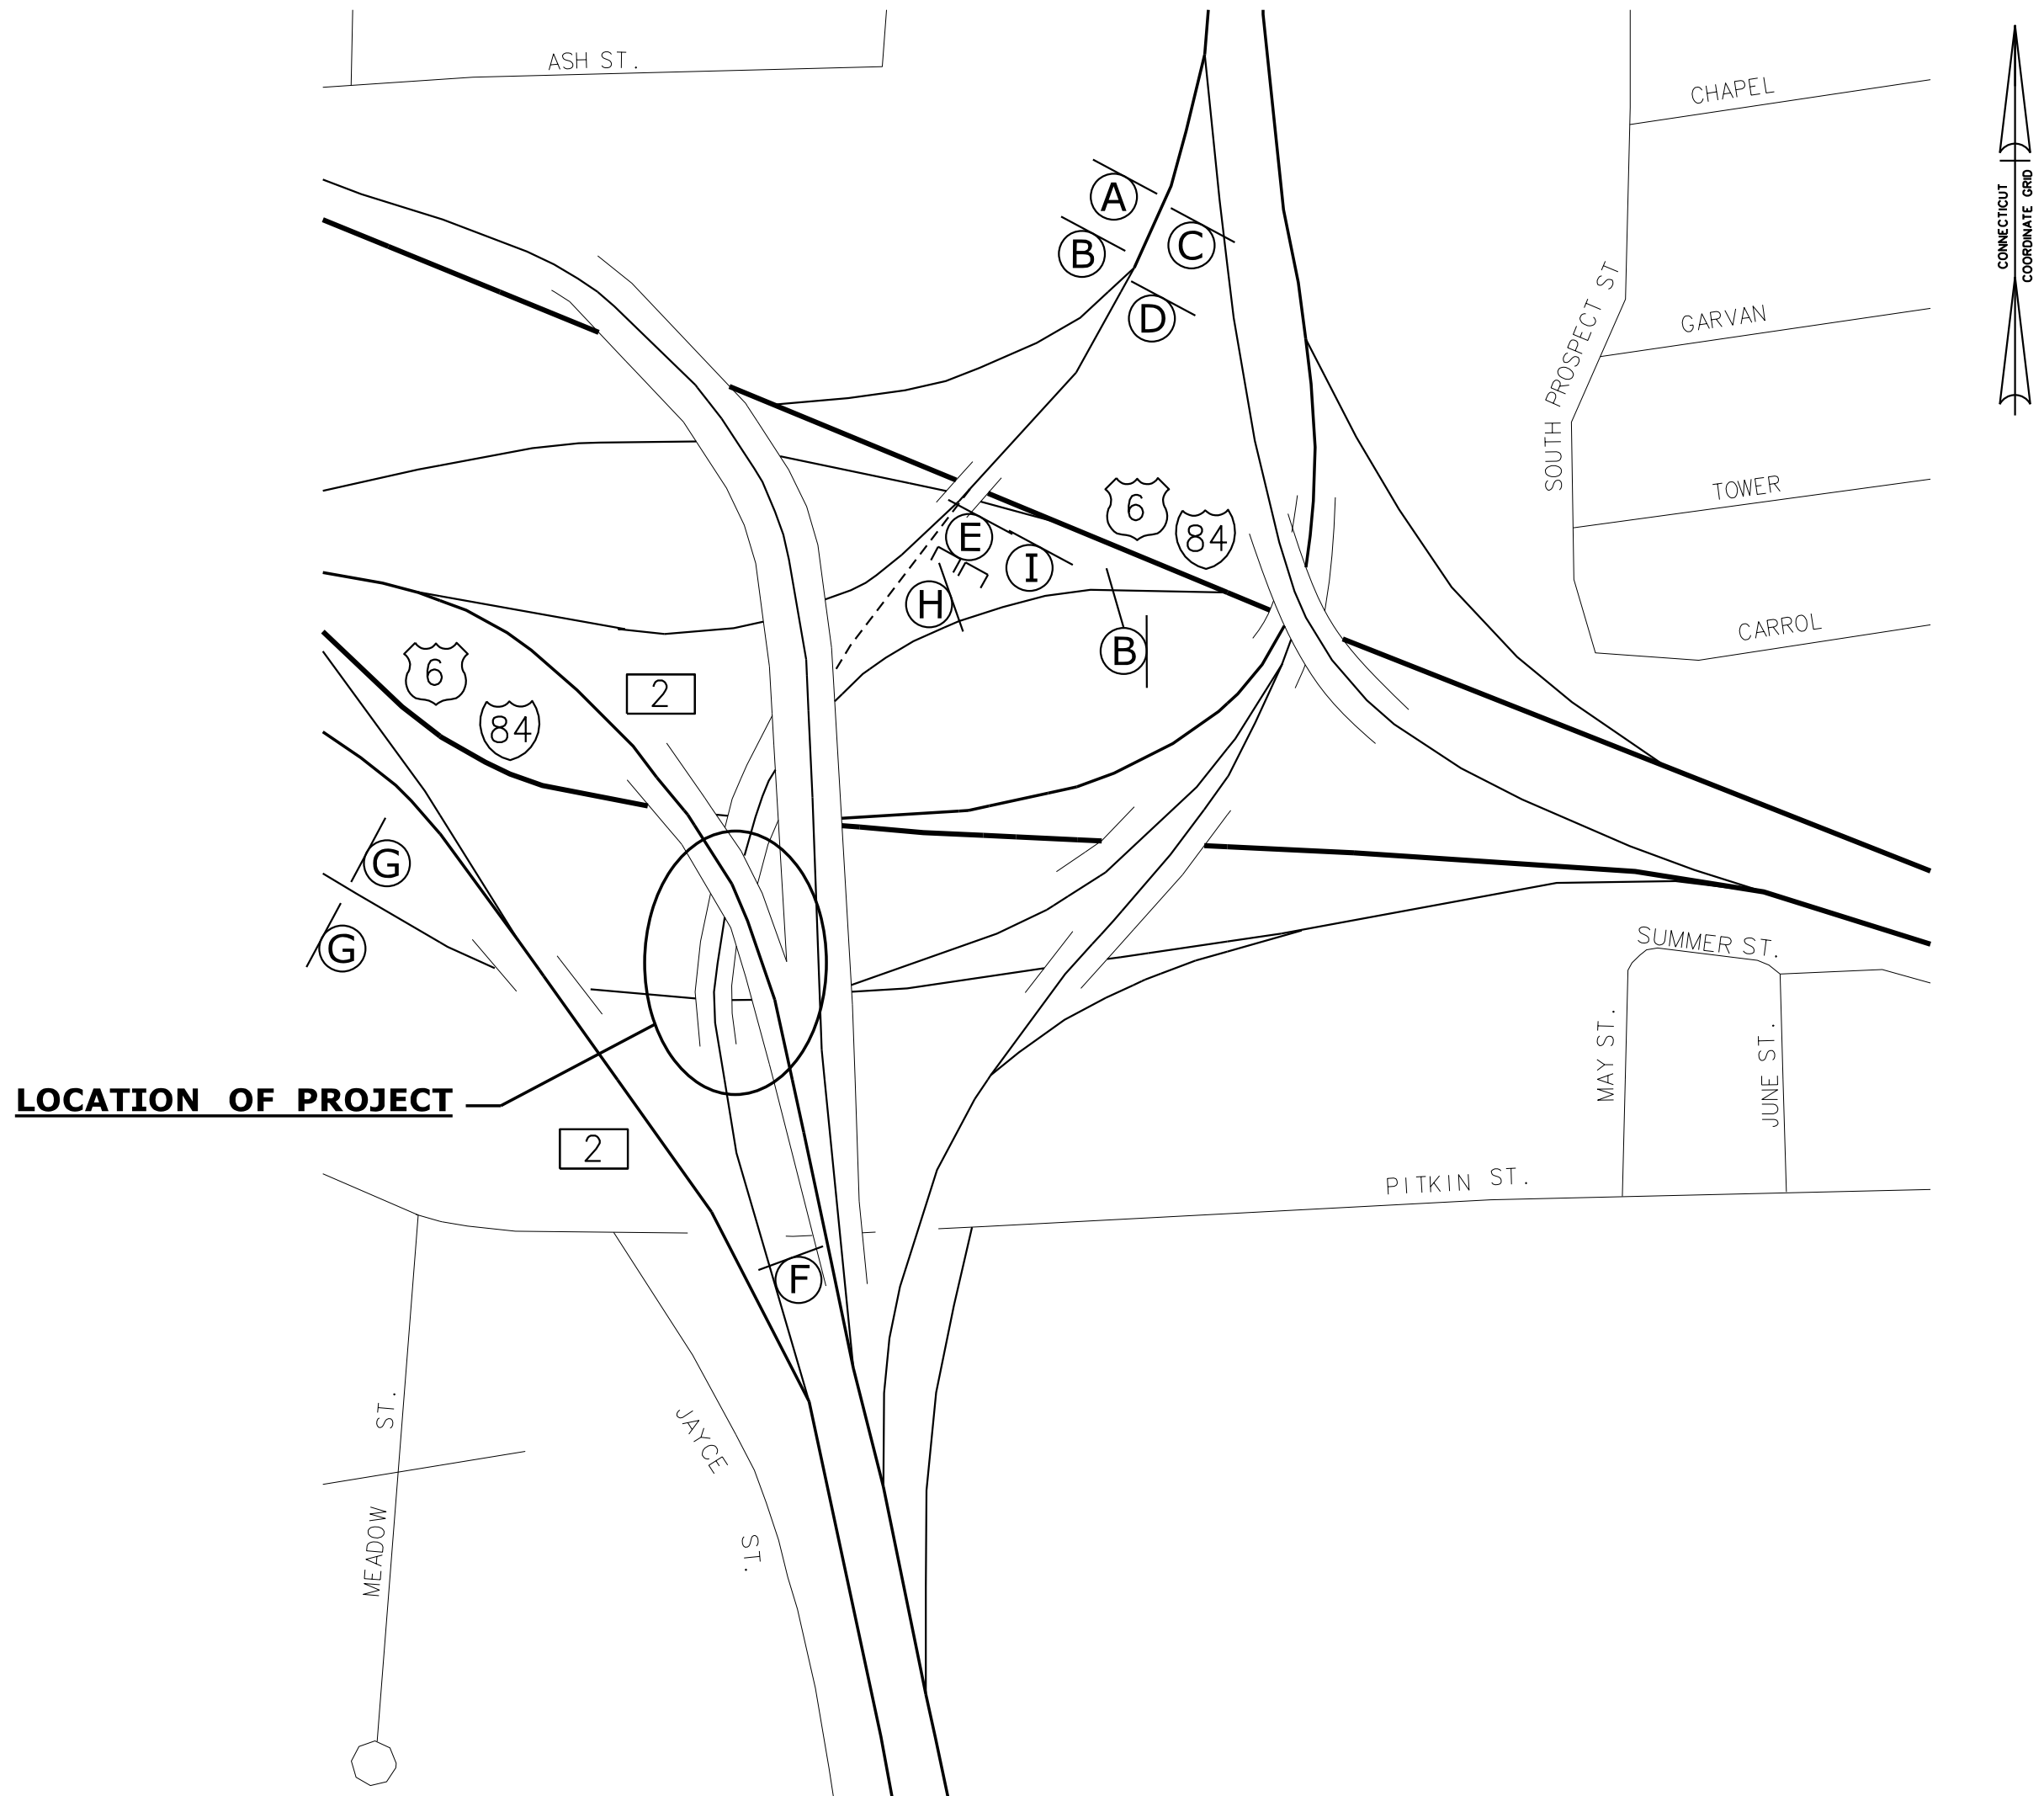 ASH ST.
CHAPEL
CONNECTICUT
COORDINATE GRID
A
B
C
D
SOUTH PROSPECT ST
GARVAN
TOWER
6
84
E
I
H
B
CARROL
6
84
2
G
G
SUMMER ST.
MAY ST.
JUNE ST.
LOCATION OF PROJECT
2
PITKIN ST.
F
MEADOW ST.
JAYCE ST.